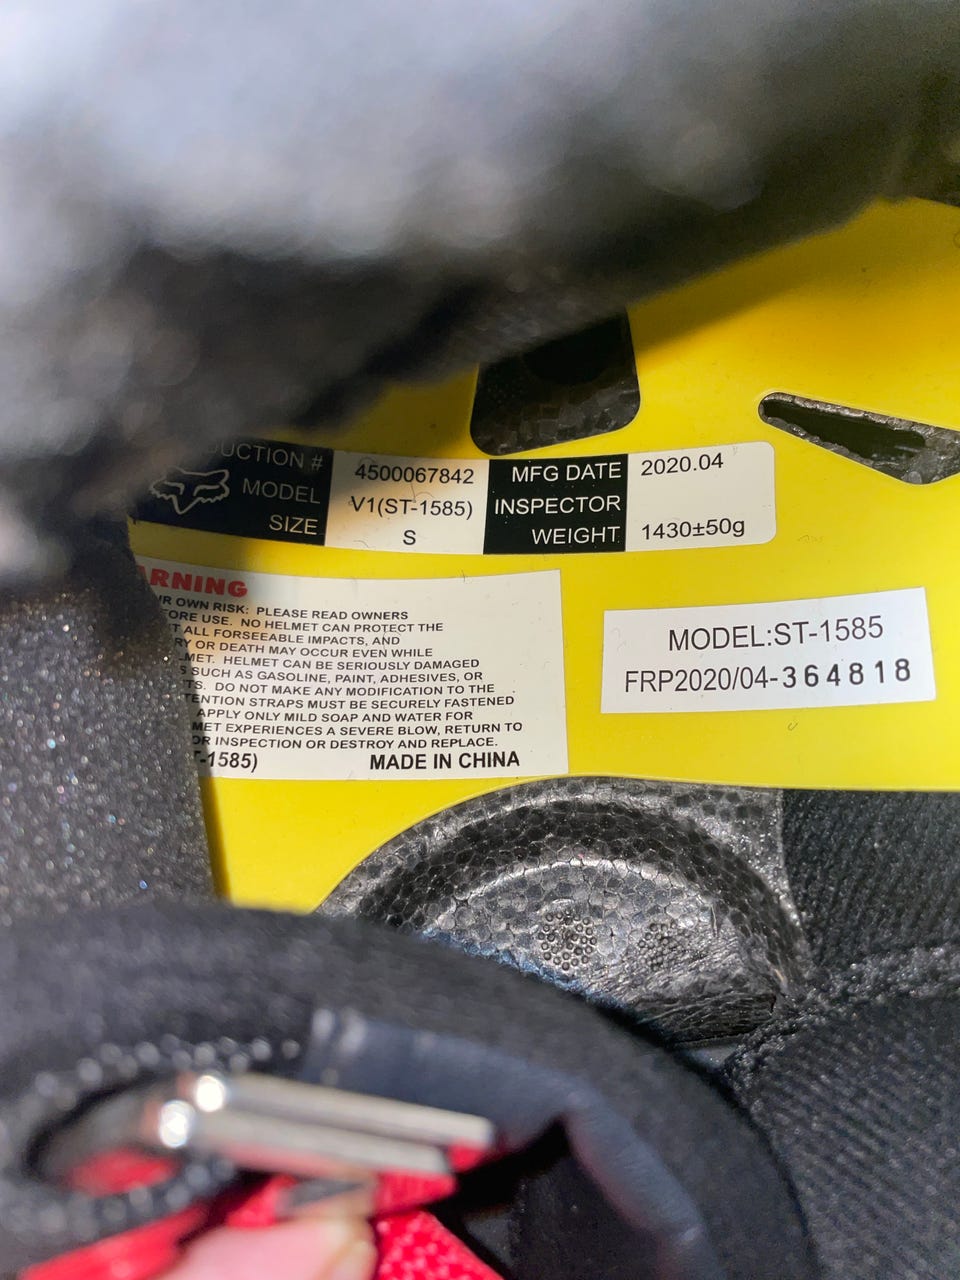 UCTION # 4500067842 MFG DATE 2020.04
MODEL V1(ST-1585) INSPECTOR
SIZE S WEIGHT 1430±50g
ARNING
R OWN RISK: PLEASE READ OWNERS
ORE USE. NO HELMET CAN PROTECT THE
T ALL FORSEEABLE IMPACTS, AND
RY OR DEATH MAY OCCUR EVEN WHILE
LMET. HELMET CAN BE SERIOUSLY DAMAGED
S SUCH AS GASOLINE, PAINT, ADHESIVES, OR
TS. DO NOT MAKE ANY MODIFICATION TO THE
TENTION STRAPS MUST BE SECURELY FASTENED
APPLY ONLY MILD SOAP AND WATER FOR
MET EXPERIENCES A SEVERE BLOW, RETURN TO
OR INSPECTION OR DESTROY AND REPLACE.
T-1585) MADE IN CHINA
MODEL:ST-1585
FRP2020/04-364818